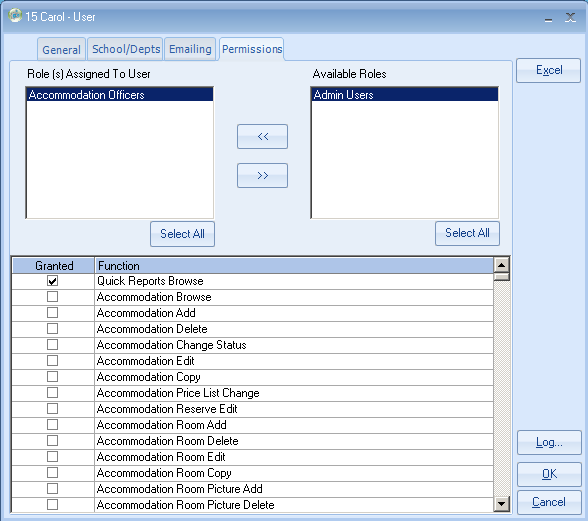 15 Carol - User
General School/Depts Emailing Permissions
Role (s) Assigned To User
Available Roles
Excel
Accommodation Officers
Admin Users
<<
>>
Select All
Select All
Granted Function
Quick Reports Browse
Accommodation Browse
Accommodation Add
Accommodation Delete
Accommodation Change Status
Accommodation Edit
Accommodation Copy
Accommodation Price List Change
Accommodation Reserve Edit
Accommodation Room Add
Accommodation Room Delete
Accommodation Room Edit
Accommodation Room Copy
Accommodation Room Picture Add
Accommodation Room Picture Delete
Log...
OK
Cancel